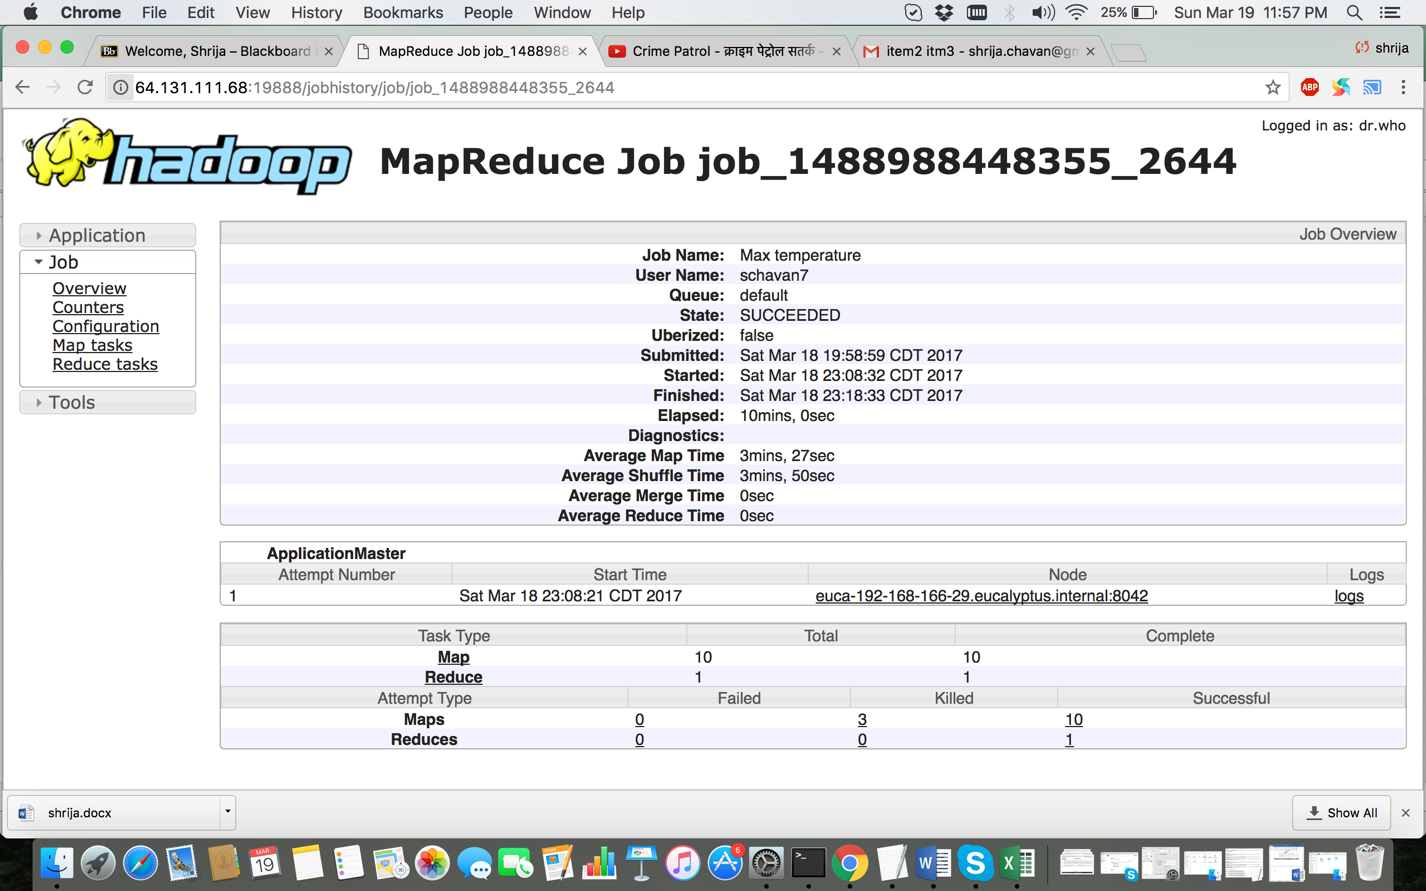 Chrome File Edit View History Bookmarks People Window Help 25% Sun Mar 19 11:57 PM
Bb Welcome, Shrija – Blackboard MapReduce Job job_1488988 Crime Patrol - क्राइम पेट्रोल सतर्क - item2 itm3 - shrija.chavan@gm shrija
64.131.111.68:19888/jobhistory/job/job_1488988448355_2644 ABP
Logged in as: dr.who
hadoop MapReduce Job job_1488988448355_2644
Application
Job
Overview
Counters
Configuration
Map tasks
Reduce tasks
Tools
Job Overview
Job Name: Max temperature
User Name: schavan7
Queue: default
State: SUCCEEDED
Uberized: false
Submitted: Sat Mar 18 19:58:59 CDT 2017
Started: Sat Mar 18 23:08:32 CDT 2017
Finished: Sat Mar 18 23:18:33 CDT 2017
Elapsed: 10mins, 0sec
Diagnostics:
Average Map Time 3mins, 27sec
Average Shuffle Time 3mins, 50sec
Average Merge Time 0sec
Average Reduce Time 0sec
ApplicationMaster
Attempt Number Start Time Node Logs
1 Sat Mar 18 23:08:21 CDT 2017 euca-192-168-166-29.eucalyptus.internal:8042 logs
Task Type Total Complete
Map 10 10
Reduce 1 1
Attempt Type Failed Killed Successful
Maps 0 3 10
Reduces 0 0 1
shrija.docx Show All
MAR
19
6